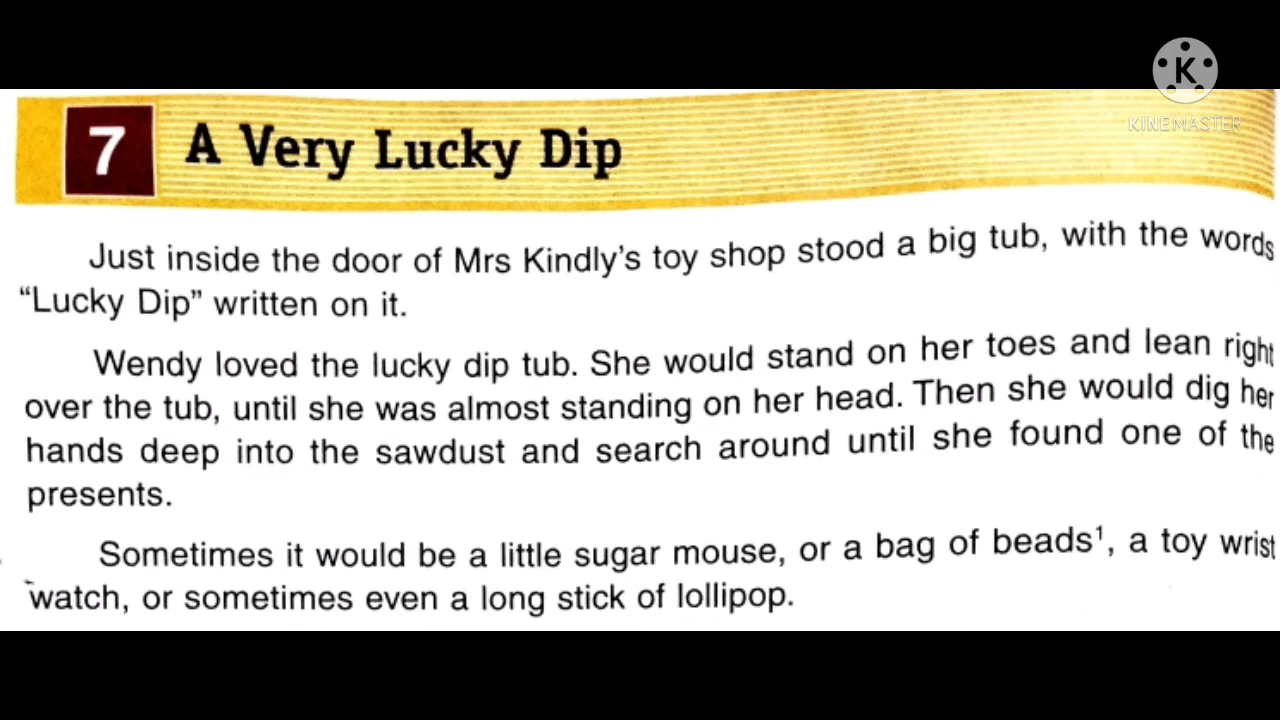 K
KINEMASTER
7 A Very Lucky Dip
Just inside the door of Mrs Kindly's toy shop stood a big tub, with the words
“Lucky Dip” written on it.
Wendy loved the lucky dip tub. She would stand on her toes and lean right
over the tub, until she was almost standing on her head. Then she would dig her
hands deep into the sawdust and search around until she found one of the
presents.
Sometimes it would be a little sugar mouse, or a bag of beads¹, a toy wrist
watch, or sometimes even a long stick of lollipop.